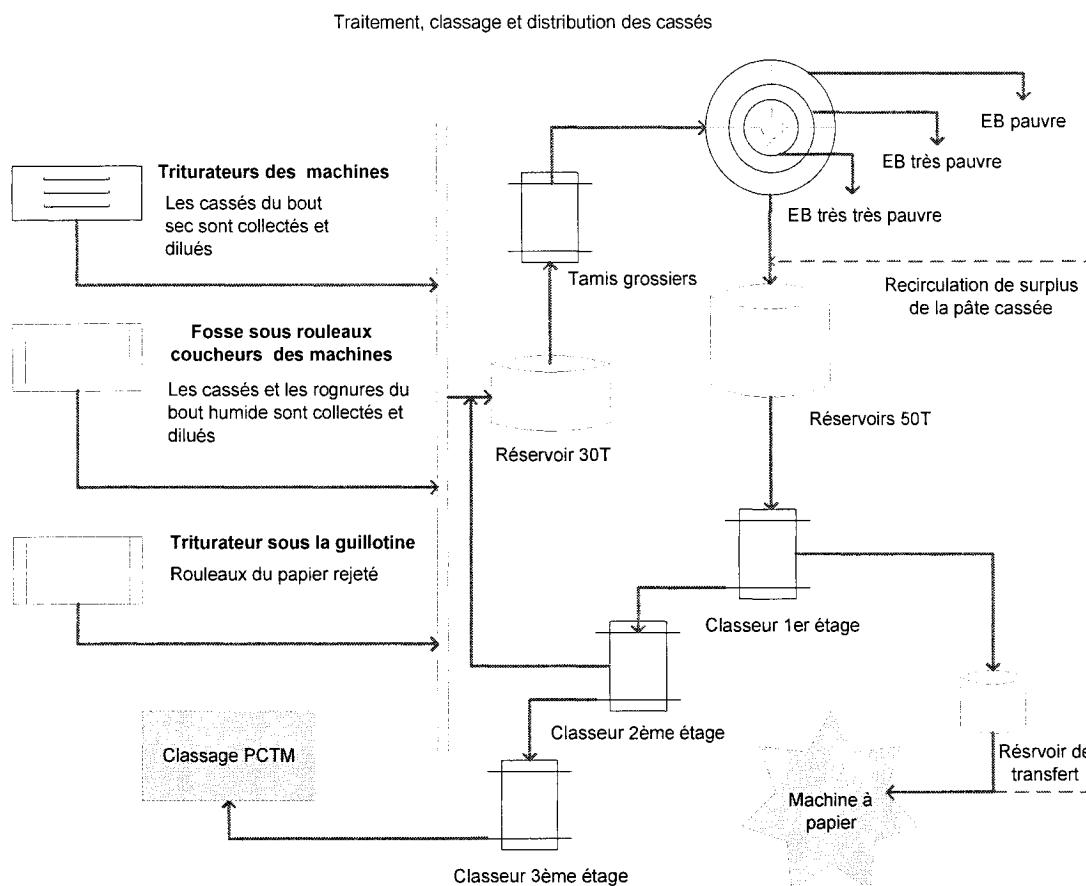 Traitement, classage et distribution des cassés
EB pauvre
EB très pauvre
EB très très pauvre
Triturateurs des machines
Les cassés du bout
sec sont collectés et
dilués
Tamis grossiers
Recirculation de surplus
de la pâte cassée
Fosse sous rouleaux
coucheurs des machines
Les cassés et les rognures du
bout humide sont collectés et
dilués
Réservoir 30T
Réservoirs 50T
Triturateur sous la guillotine
Rouleaux du papier rejeté
Classeur 1er étage
Classeur 2ème étage
Classage PCTM
Résrvoir de
transfert
Machine à
papier
Classeur 3ème étage